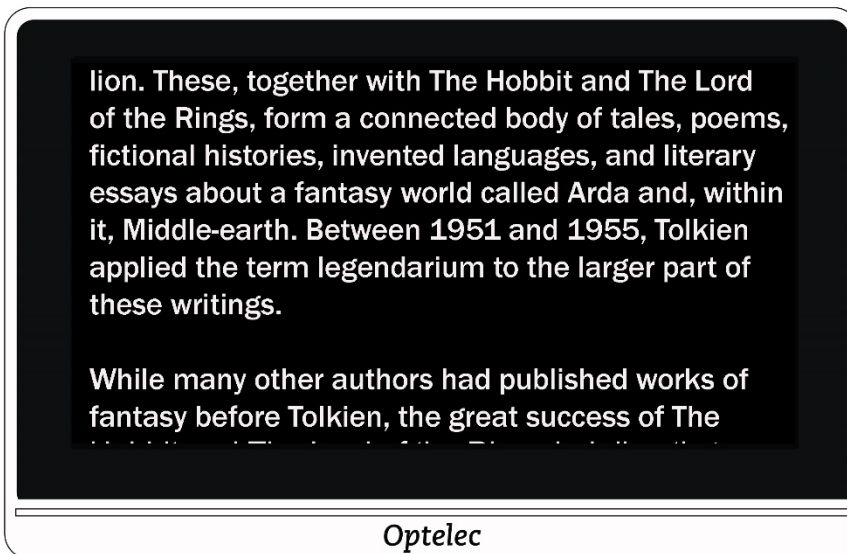 lion. These, together with The Hobbit and The Lord
of the Rings, form a connected body of tales, poems,
fictional histories, invented languages, and literary
essays about a fantasy world called Arda and, within
it, Middle-earth. Between 1951 and 1955, Tolkien
applied the term legendarium to the larger part of
these writings.
While many other authors had published works of
fantasy before Tolkien, the great success of The
Optelec